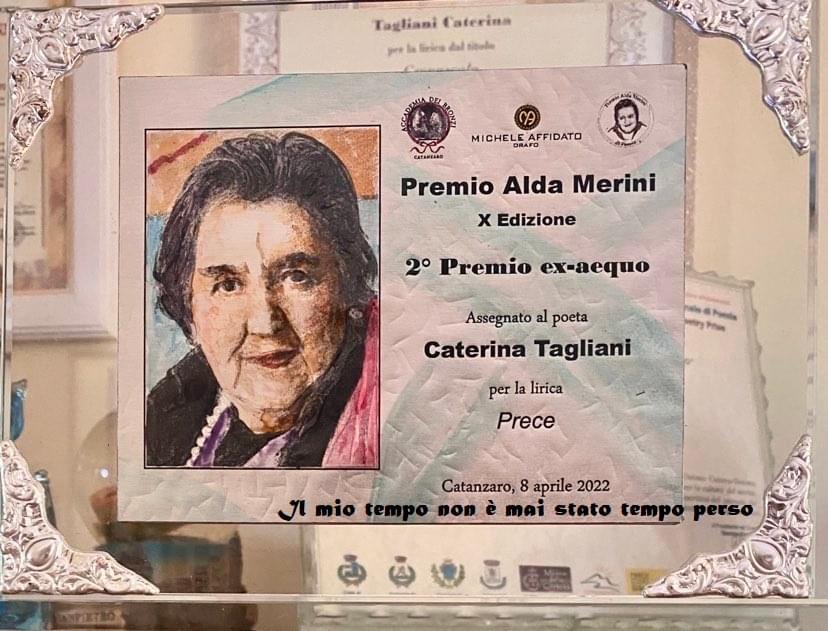 Tagliani Caterina
per la lirica dal titolo
ACCADEMIA DEI BRONZI
CATANZARO
MICHELE AFFIDATO
ORAFO
Premio Alda Merini
di Poesia
Premio Alda Merini
X Edizione
2° Premio ex-aequo
Assegnato al poeta
Caterina Tagliani
per la lirica
Prece
Catanzaro, 8 aprile 2022
Il mio tempo non è mai stato tempo perso